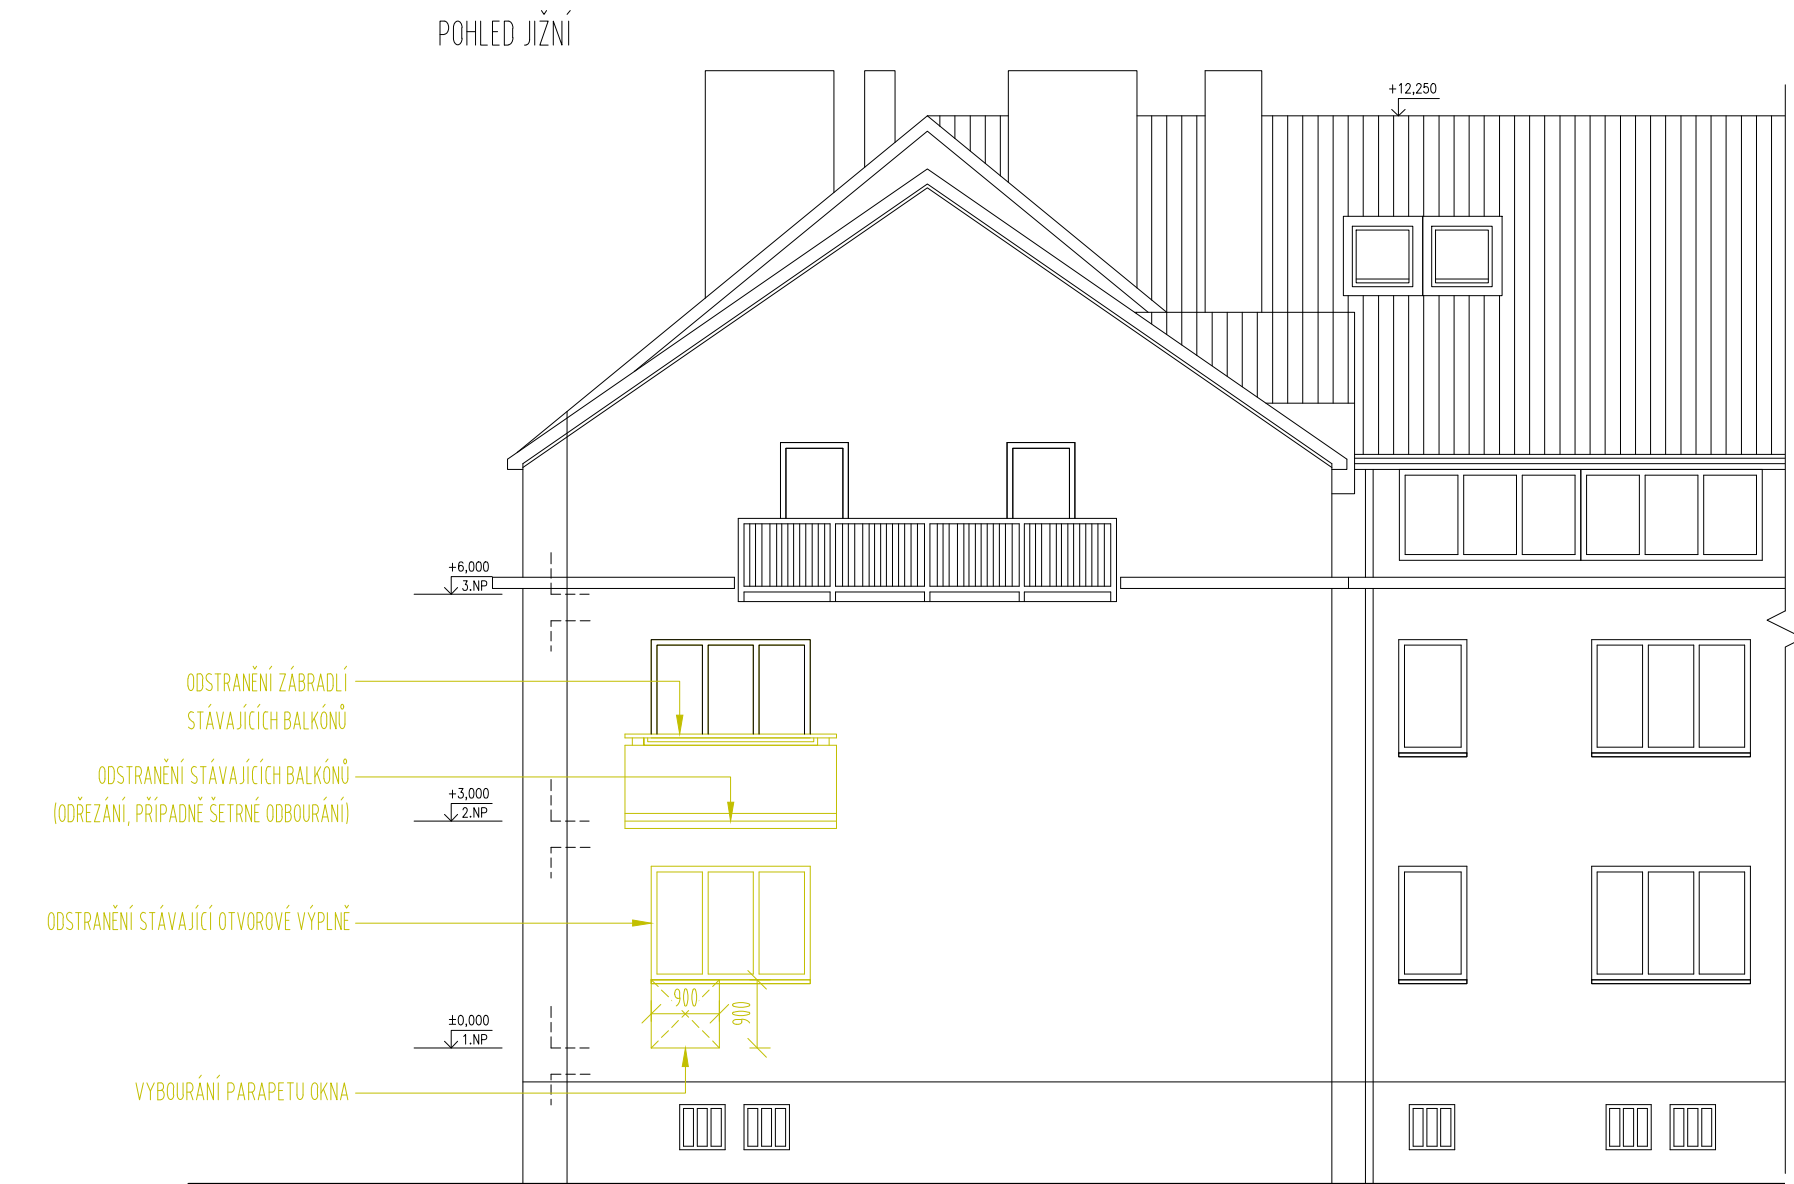 POHLED JIŽNÍ
+12,250
+6,000
3.NP
ODSTRANĚNÍ ZÁBRADLÍ
STÁVAJÍCÍCH BALKÓNŮ
ODSTRANĚNÍ STÁVAJÍCÍCH BALKÓNŮ
(ODŘEZÁNÍ, PŘÍPADNĚ ŠETRNÉ ODBOURÁNÍ)
+3,000
2.NP
ODSTRANĚNÍ STÁVAJÍCÍ OTVOROVÉ VÝPLNĚ
900
900
±0,000
1.NP
VYBOURÁNÍ PARAPETU OKNA